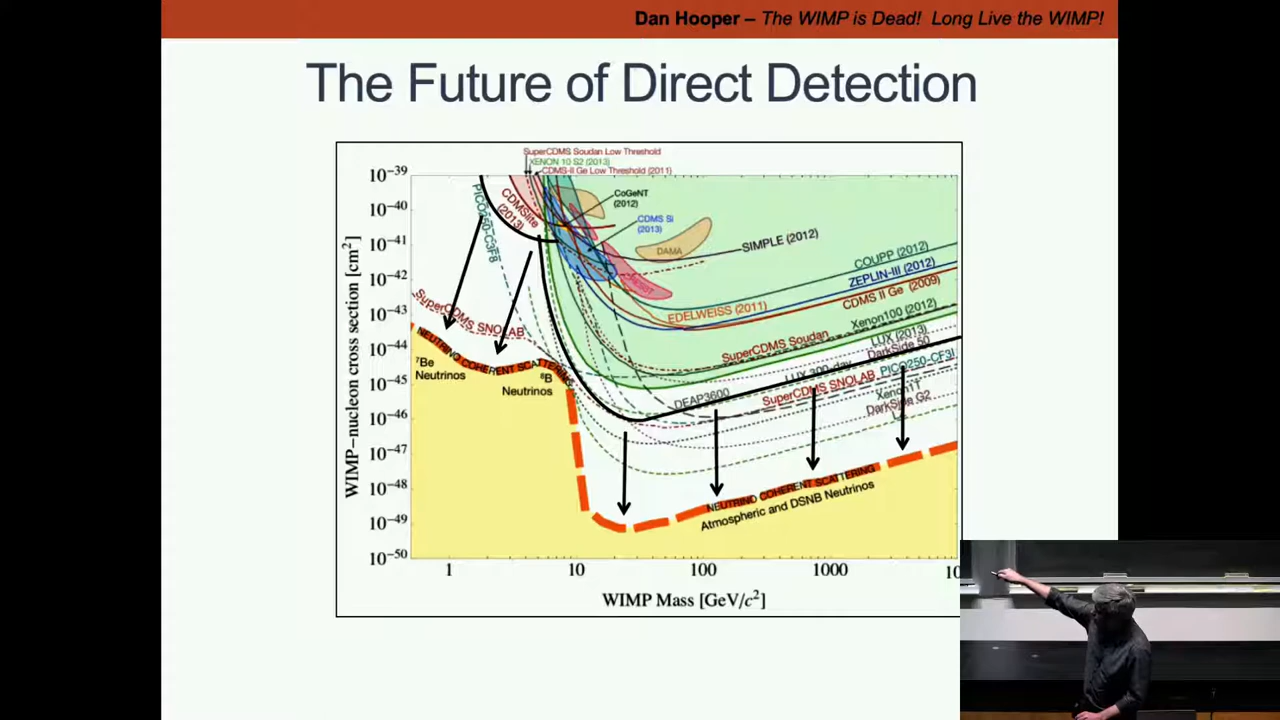 Dan Hooper – The WIMP is Dead! Long Live the WIMP!
The Future of Direct Detection
SuperCDMS Soudan Low Threshold
XENON 10 S2 (2013)
CDMS-II Ge Low Threshold (2011)
10−39
10−40
10−41
10−42
10−43
10−44
10−45
10−46
10−47
10−48
10−49
10−50
WIMP−nucleon cross section [cm2]
PICO250-C3F8
CDMSlite
(2013)
CoGeNT
(2012)
CDMS Si
(2013)
DAMA
SIMPLE (2012)
COUPP (2012)
ZEPLIN-III (2012)
CDMS II Ge (2009)
EDELWEISS (2011)
Xenon100 (2012)
SuperCDMS Soudan
LUX (2013)
DarkSide 50
LUX 300-day
SuperCDMS SNOLAB
PICO250-CF3I
DEAP3600
Xenon1T
DarkSide G2
SuperCDMS SNOLAB
NEUTRINO COHERENT SCATTERING
7Be
Neutrinos
8B
Neutrinos
NEUTRINO COHERENT SCATTERING
Atmospheric and DSNB Neutrinos
1
10
100
1000
10
WIMP Mass [GeV/c2]